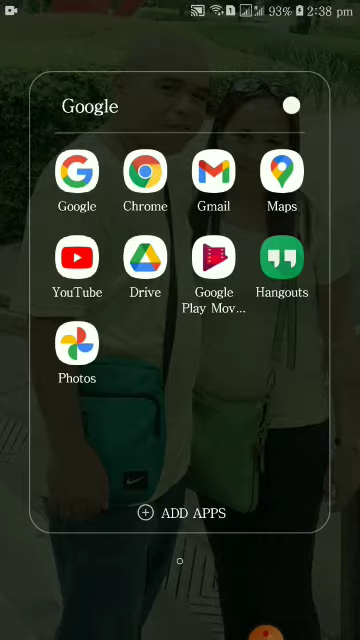 93% 2:38 pm
Google
Google Chrome Gmail Maps
YouTube Drive Google Play Mov... Hangouts
Photos
ADD APPS